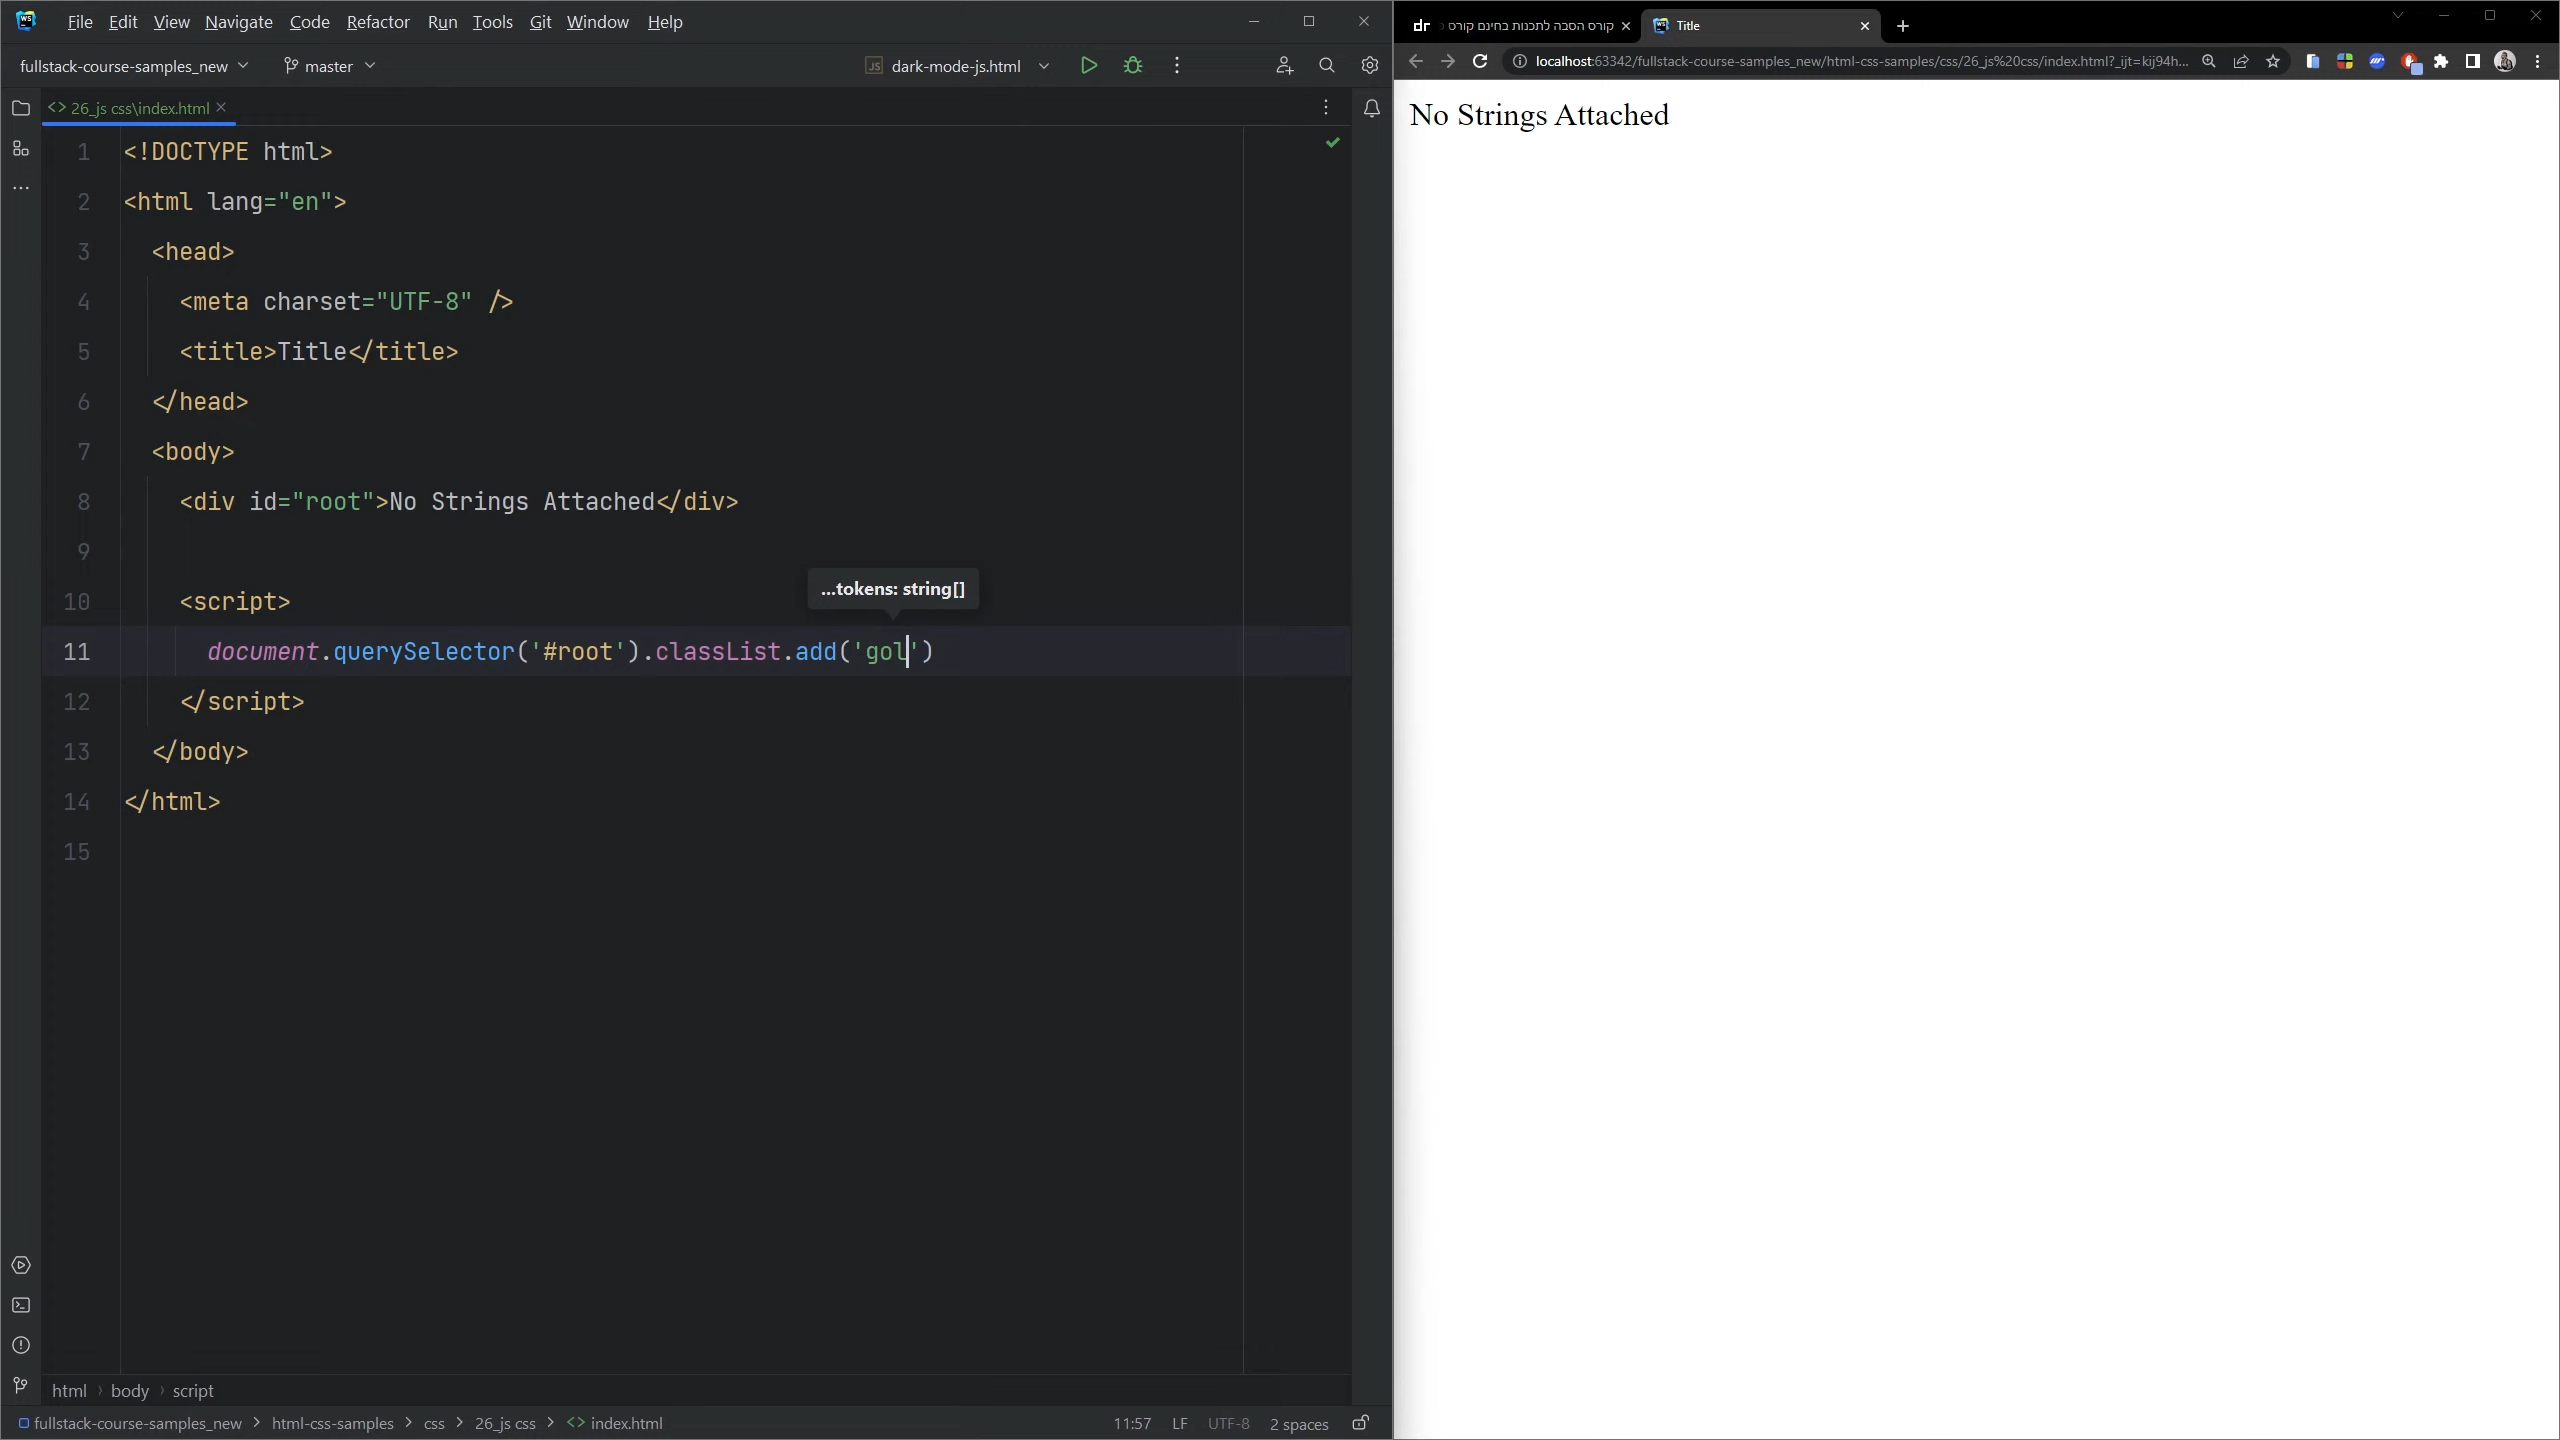 File Edit View Navigate Code Refactor Run Tools Git Window Help
fullstack-course-samples_new master dark-mode-js.html
26_js css\index.html
1 <!DOCTYPE html>
2 <html lang="en">
3 <head>
4 <meta charset="UTF-8" />
5 <title>Title</title>
6 </head>
7 <body>
8 <div id="root">No Strings Attached</div>
9
...tokens: string[]
10 <script>
11 document.querySelector('#root').classList.add('gol')
12 </script>
13 </body>
14 </html>
15
html › body › script
fullstack-course-samples_new > html-css-samples > css > 26_js css > <> index.html 11:57 LF UTF-8 2 spaces
dr קורס הסבה לתכנות בחינם קורס Title
localhost:63342/fullstack-course-samples_new/html-css-samples/css/26_js%20css/index.html?_ijt=kij94h...
No Strings Attached